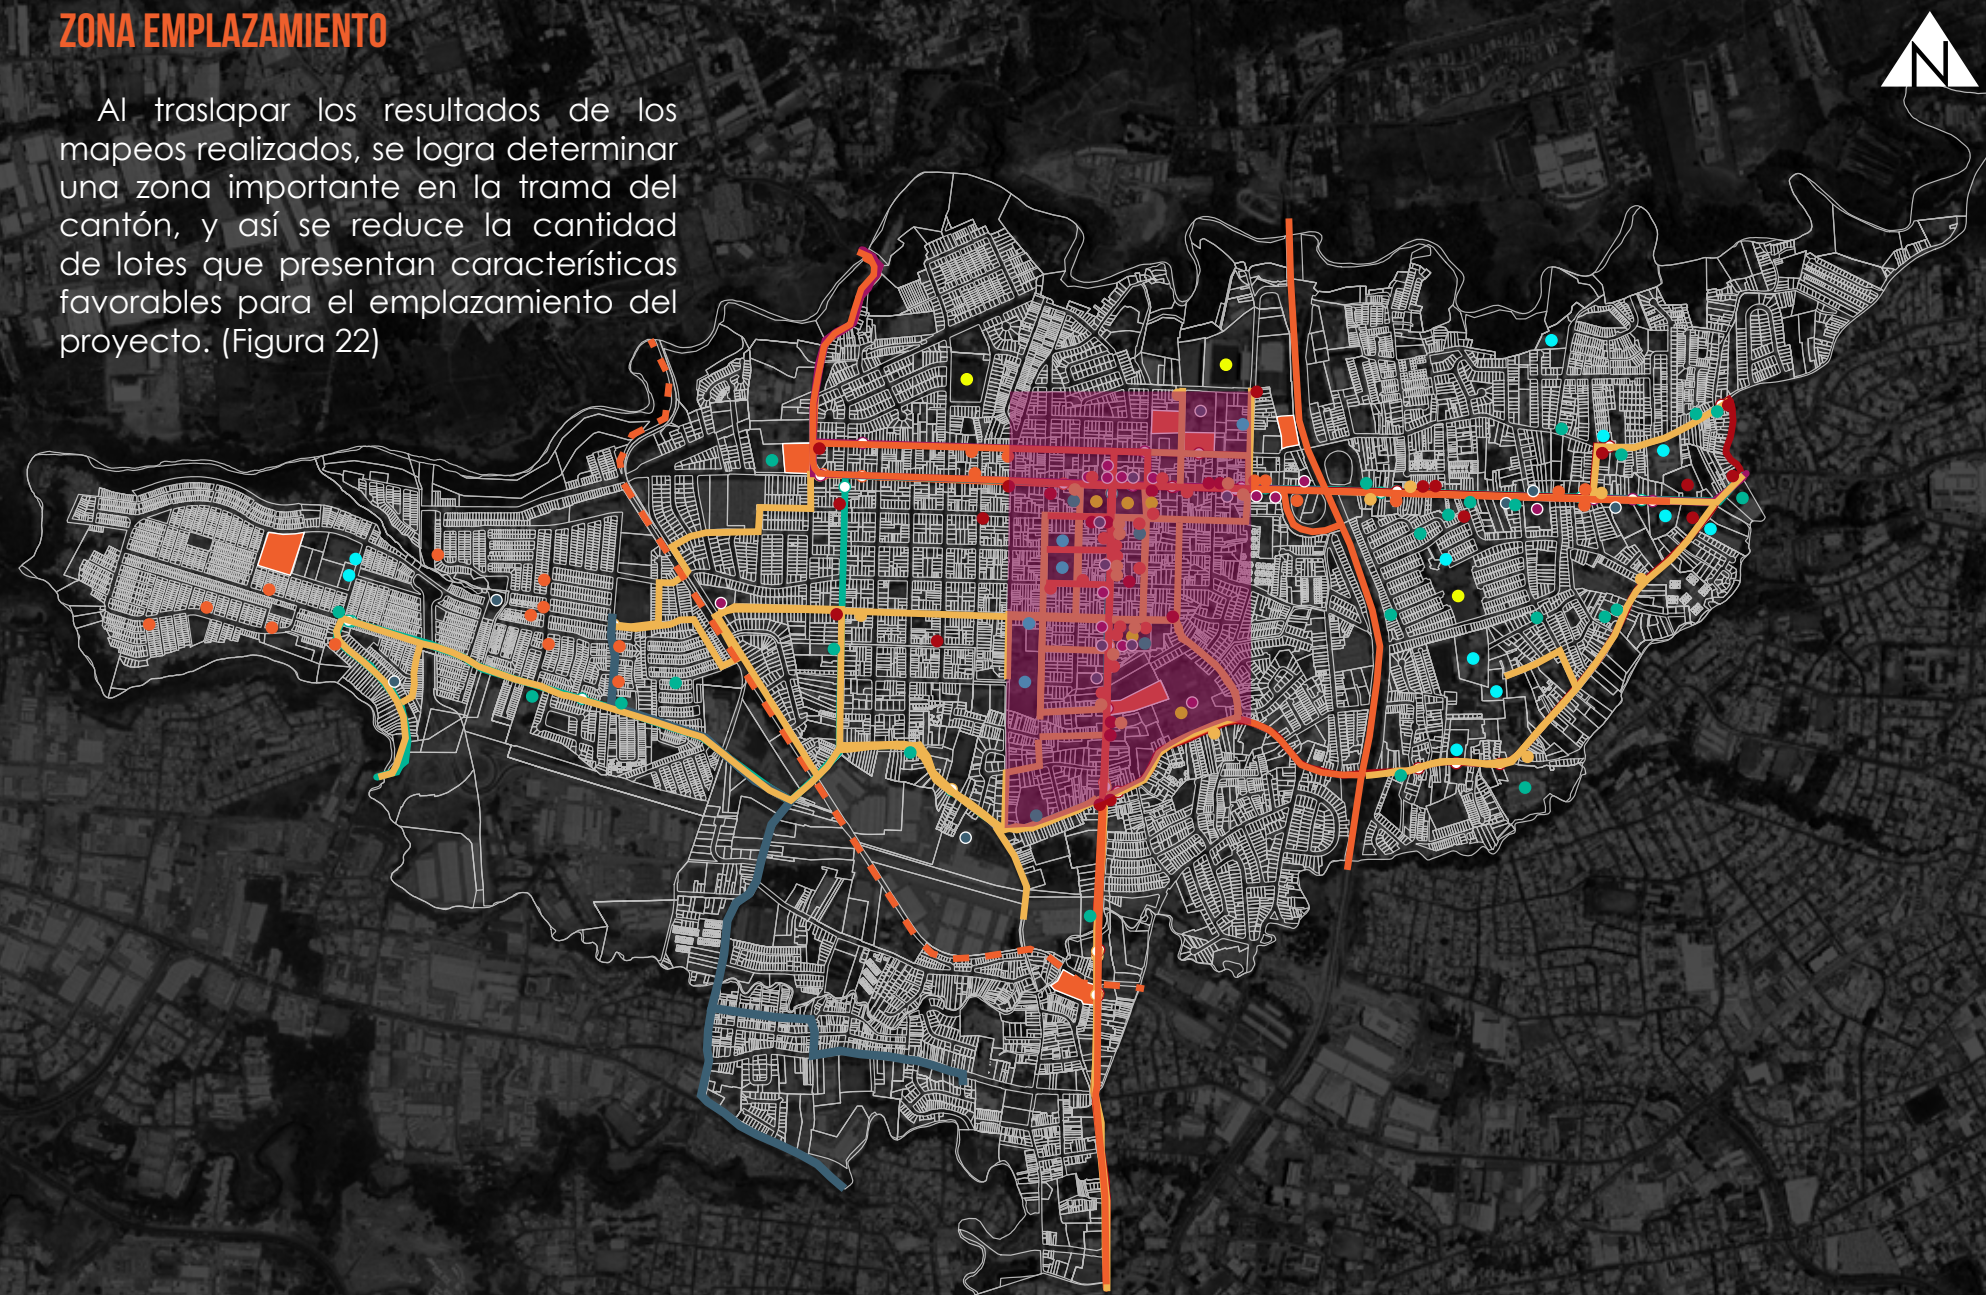 ZONA EMPLAZAMIENTO
Al traslapar los resultados de los
mapeos realizados, se logra determinar
una zona importante en la trama del
cantón, y así se reduce la cantidad
de lotes que presentan características
favorables para el emplazamiento del
proyecto. (Figura 22)
N